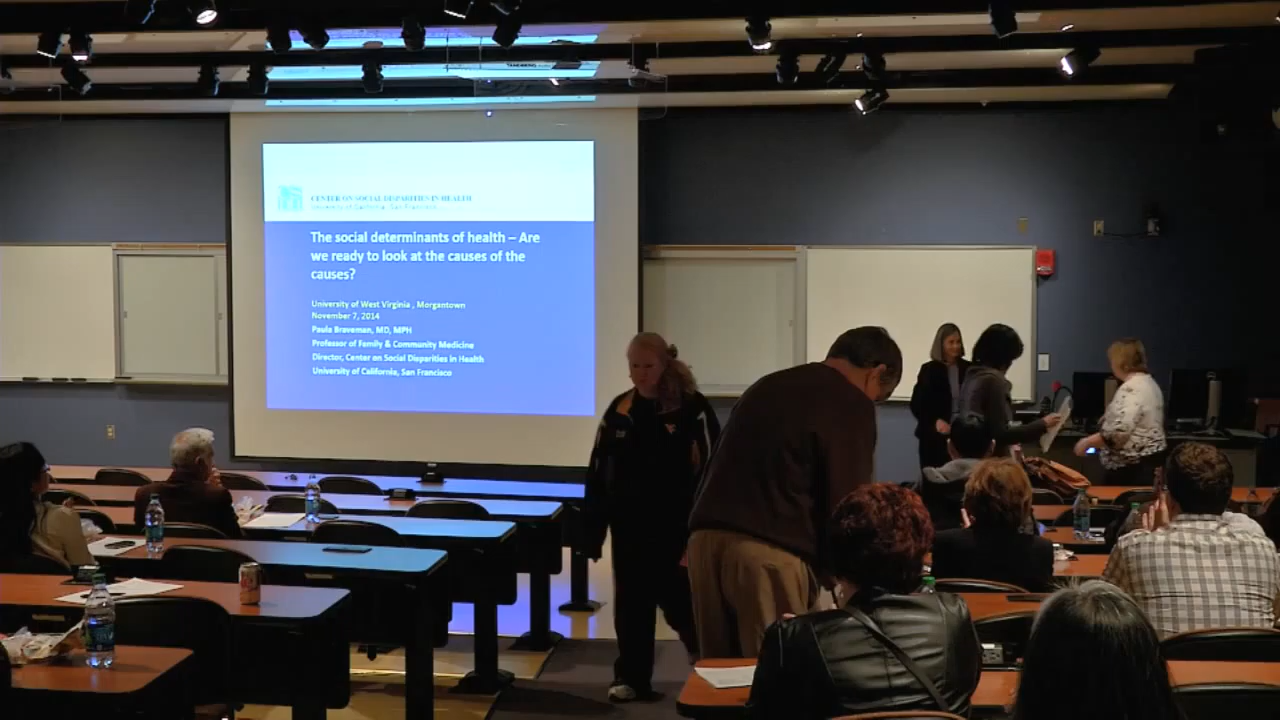 CENTER ON SOCIAL DISPARITIES IN HEALTH
University of California, San Francisco
The social determinants of health – Are
we ready to look at the causes of the
causes?
University of West Virginia , Morgantown
November 7, 2014
Paula Braveman, MD, MPH
Professor of Family & Community Medicine
Director, Center on Social Disparities in Health
University of California, San Francisco